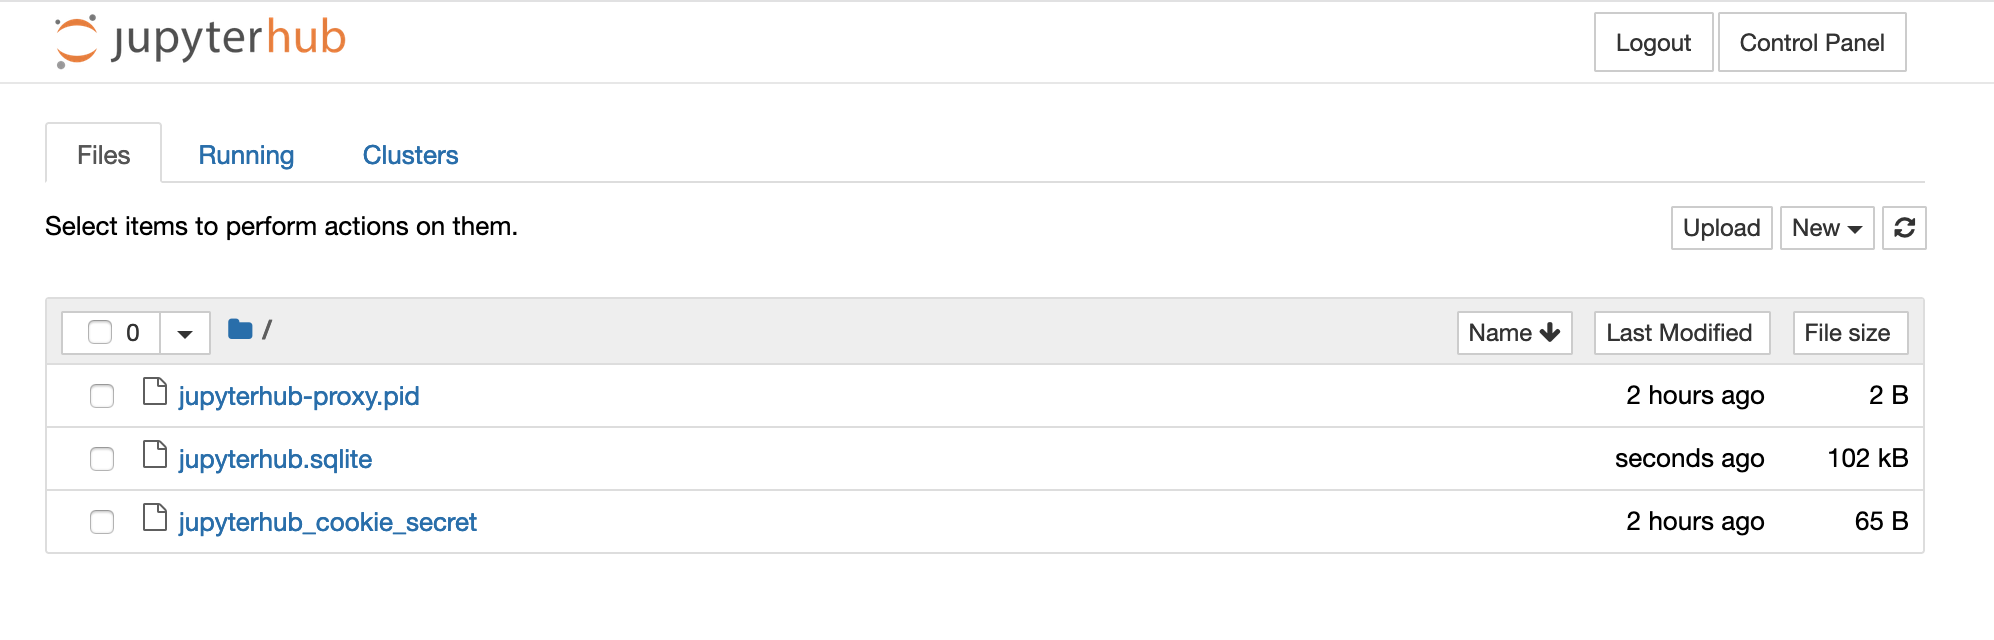 jupyterhub
Logout Control Panel
Files Running Clusters
Select items to perform actions on them.
Upload New
0 / Name Last Modified File size
jupyterhub-proxy.pid 2 hours ago 2 B
jupyterhub.sqlite seconds ago 102 kB
jupyterhub_cookie_secret 2 hours ago 65 B